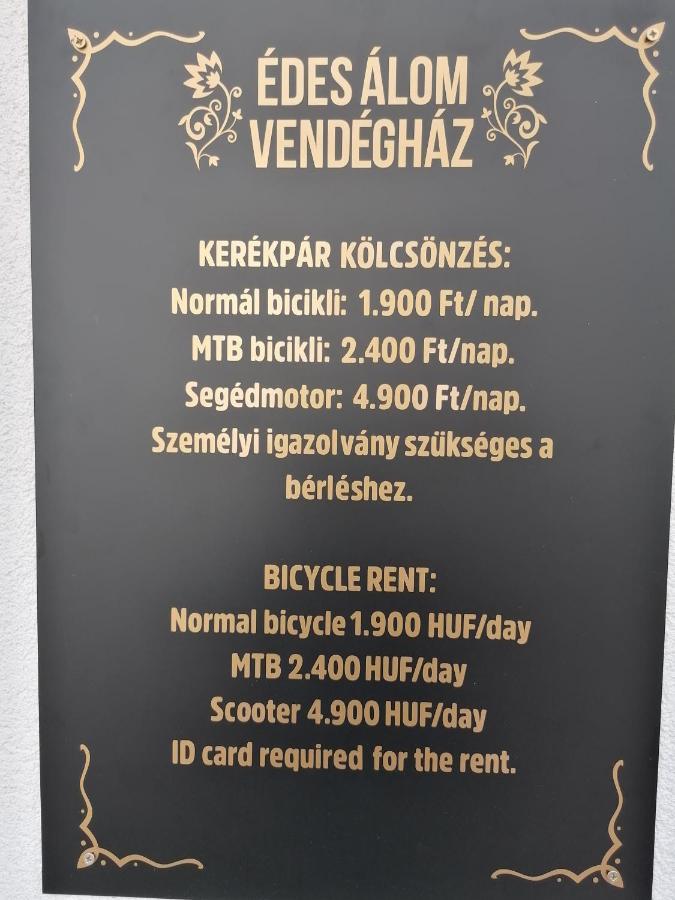 ÉDES ÁLOM
VENDÉGHÁZ
KERÉKPÁR KÖLCSÖNZÉS:
Normál bicikli: 1.900 Ft/ nap.
MTB bicikli: 2.400 Ft/nap.
Segédmotor: 4.900 Ft/nap.
Személyi igazolvány szükséges a
bérléshez.
BICYCLE RENT:
Normal bicycle 1.900 HUF/day
MTB 2.400 HUF/day
Scooter 4.900 HUF/day
ID card required for the rent.